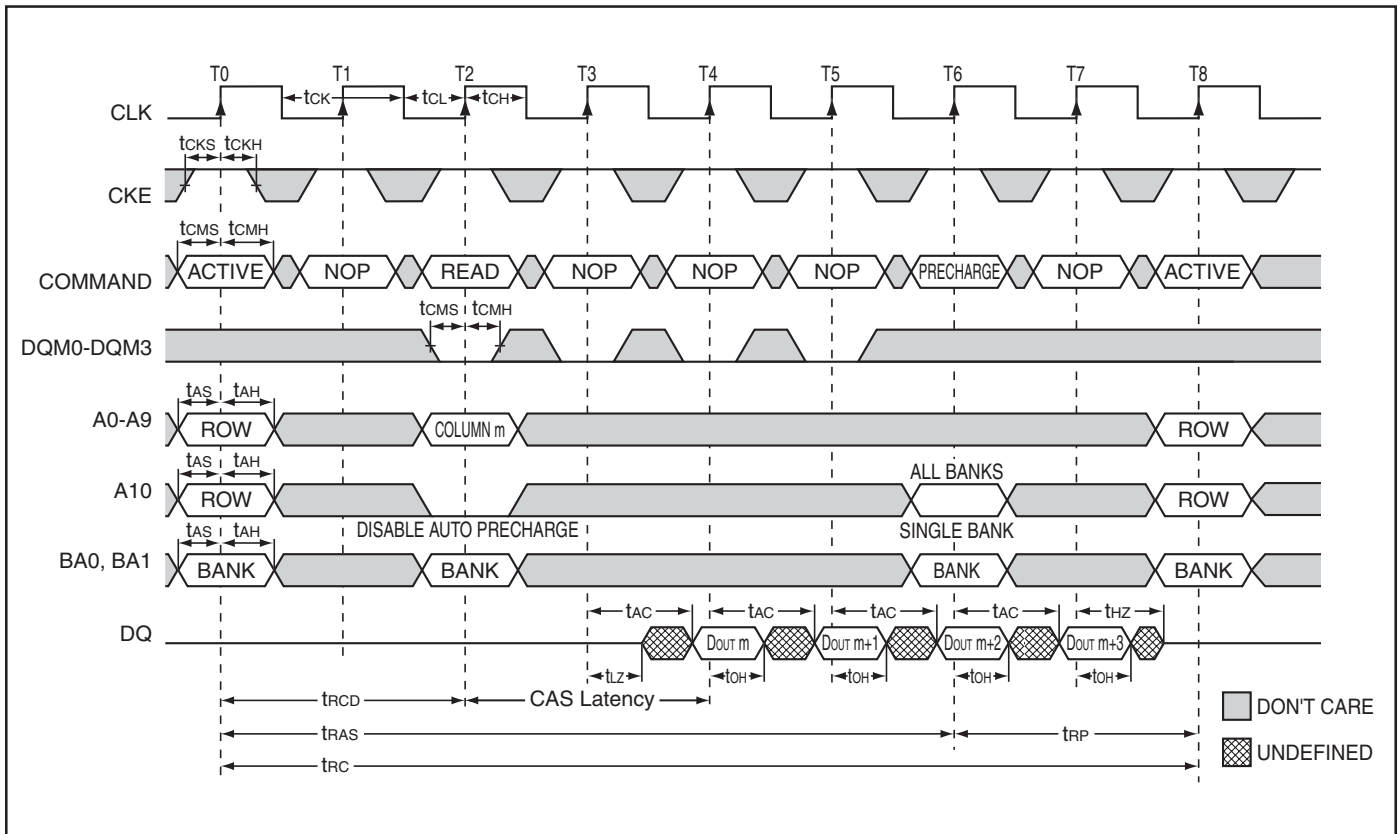 T0 T1 T2 T3 T4 T5 T6 T7 T8
CLK tCK tCL tCH
tCKS tCKH
CKE
tCMS tCMH
COMMAND ACTIVE NOP READ NOP NOP NOP PRECHARGE NOP ACTIVE
tCMS tCMH
DQM0-DQM3
tAS tAH
A0-A9 ROW COLUMN m ROW
tAS tAH ALL BANKS
A10 ROW ROW
DISABLE AUTO PRECHARGE SINGLE BANK
tAS tAH
BA0, BA1 BANK BANK BANK BANK
tAC tAC tAC tAC tHZ
DQ DOUT m DOUT m+1 DOUT m+2 DOUT m+3
tLZ tOH tOH tOH tOH
tRCD CAS Latency
DON'T CARE
tRAS tRP
UNDEFINED
tRC